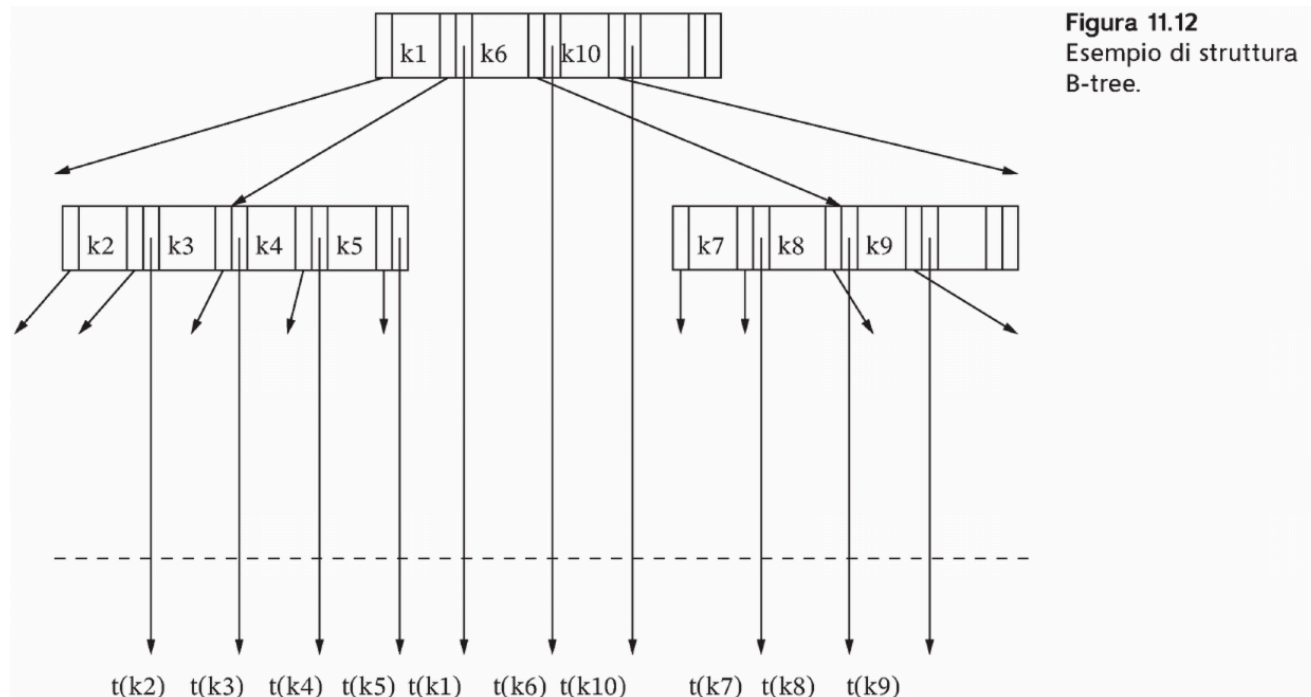 Figura 11.12
Esempio di struttura
B-tree.
k1 k6 k10
k2 k3 k4 k5 k7 k8 k9
t(k2) t(k3) t(k4) t(k5) t(k1) t(k6) t(k10) t(k7) t(k8) t(k9)